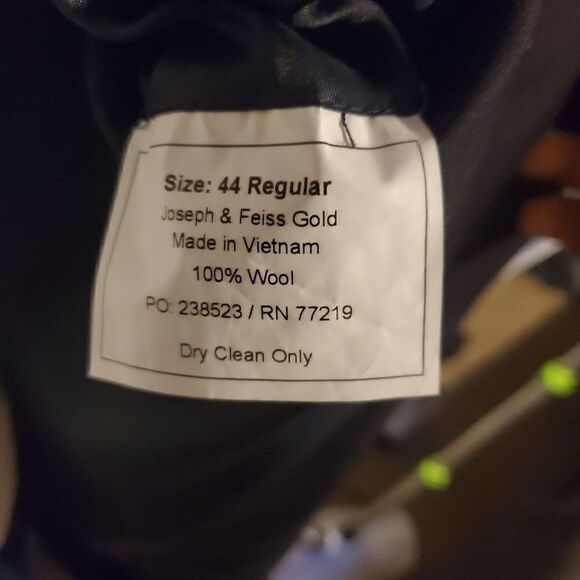 Size: 44 Regular
Joseph & Feiss Gold
Made in Vietnam
100% Wool
PO: 238523 / RN 77219
Dry Clean Only